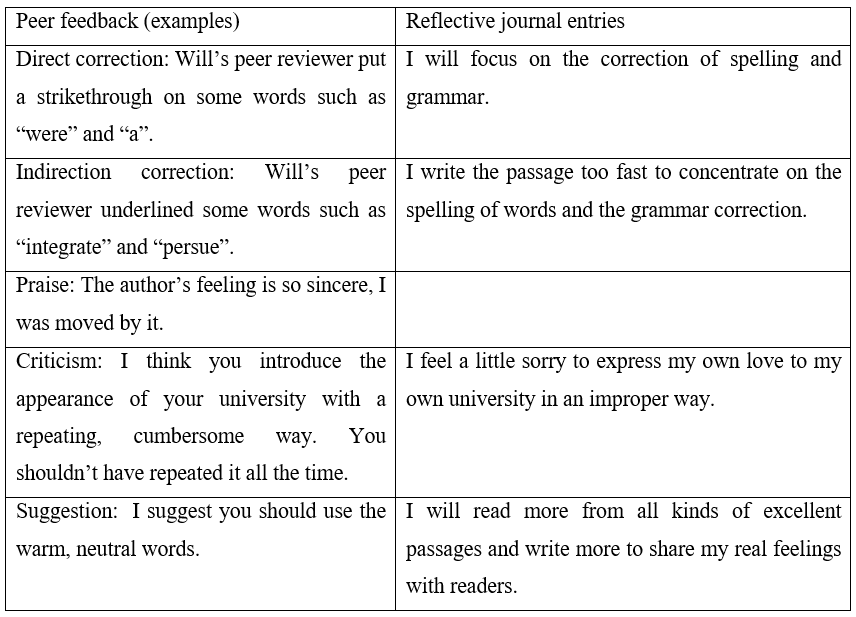 Peer feedback (examples)
Reflective journal entries
Direct correction: Will’s peer reviewer put
a strikethrough on some words such as
“were” and “a”.
I will focus on the correction of spelling and
grammar.
Indirection correction: Will’s peer
reviewer underlined some words such as
“integrate” and “persue”.
I write the passage too fast to concentrate on the
spelling of words and the grammar correction.
Praise: The author’s feeling is so sincere, I
was moved by it.
Criticism: I think you introduce the
appearance of your university with a
repeating, cumbersome way. You
shouldn’t have repeated it all the time.
I feel a little sorry to express my own love to my
own university in an improper way.
Suggestion: I suggest you should use the
warm, neutral words.
I will read more from all kinds of excellent
passages and write more to share my real feelings
with readers.